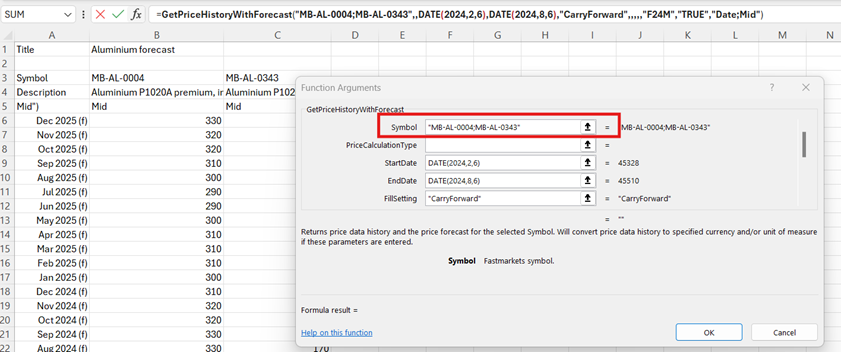 SUM =GetPriceHistoryWithForecast("MB-AL-0004;MB-AL-0343",,DATE(2024,2,6),DATE(2024,8,6),"CarryForward",,,,,"F24M","TRUE","Date;Mid")
A B C D E F G H I J K L M N
1 Title Aluminium forecast
2
3 Symbol MB-AL-0004 MB-AL-0343
4 Description Aluminium P1020A premium, in Aluminium P102
5 Mid") Mid Mid
6 Dec 2025 (f) 330
7 Nov 2025 (f) 320
8 Oct 2025 (f) 320
9 Sep 2025 (f) 310
10 Aug 2025 (f) 300
11 Jul 2025 (f) 290
12 Jun 2025 (f) 290
13 May 2025 (f) 300
14 Apr 2025 (f) 310
15 Mar 2025 (f) 310
16 Feb 2025 (f) 310
17 Jan 2025 (f) 300
18 Dec 2024 (f) 310
19 Nov 2024 (f) 320
20 Oct 2024 (f) 320
21 Sep 2024 (f) 330
22 Aug 2024 (f) 330 170
Function Arguments ?
GetPriceHistoryWithForecast
Symbol "MB-AL-0004;MB-AL-0343" = "MB-AL-0004;MB-AL-0343"
PriceCalculationType =
StartDate DATE(2024,2,6) = 45328
EndDate DATE(2024,8,6) = 45510
FillSetting "CarryForward" = "CarryForward"
= ""
Returns price data history and the price forecast for the selected Symbol. Will convert price data history to specified currency and/or unit of measure
if these parameters are entered.
Symbol Fastmarkets symbol.
Formula result =
Help on this function
OK Cancel